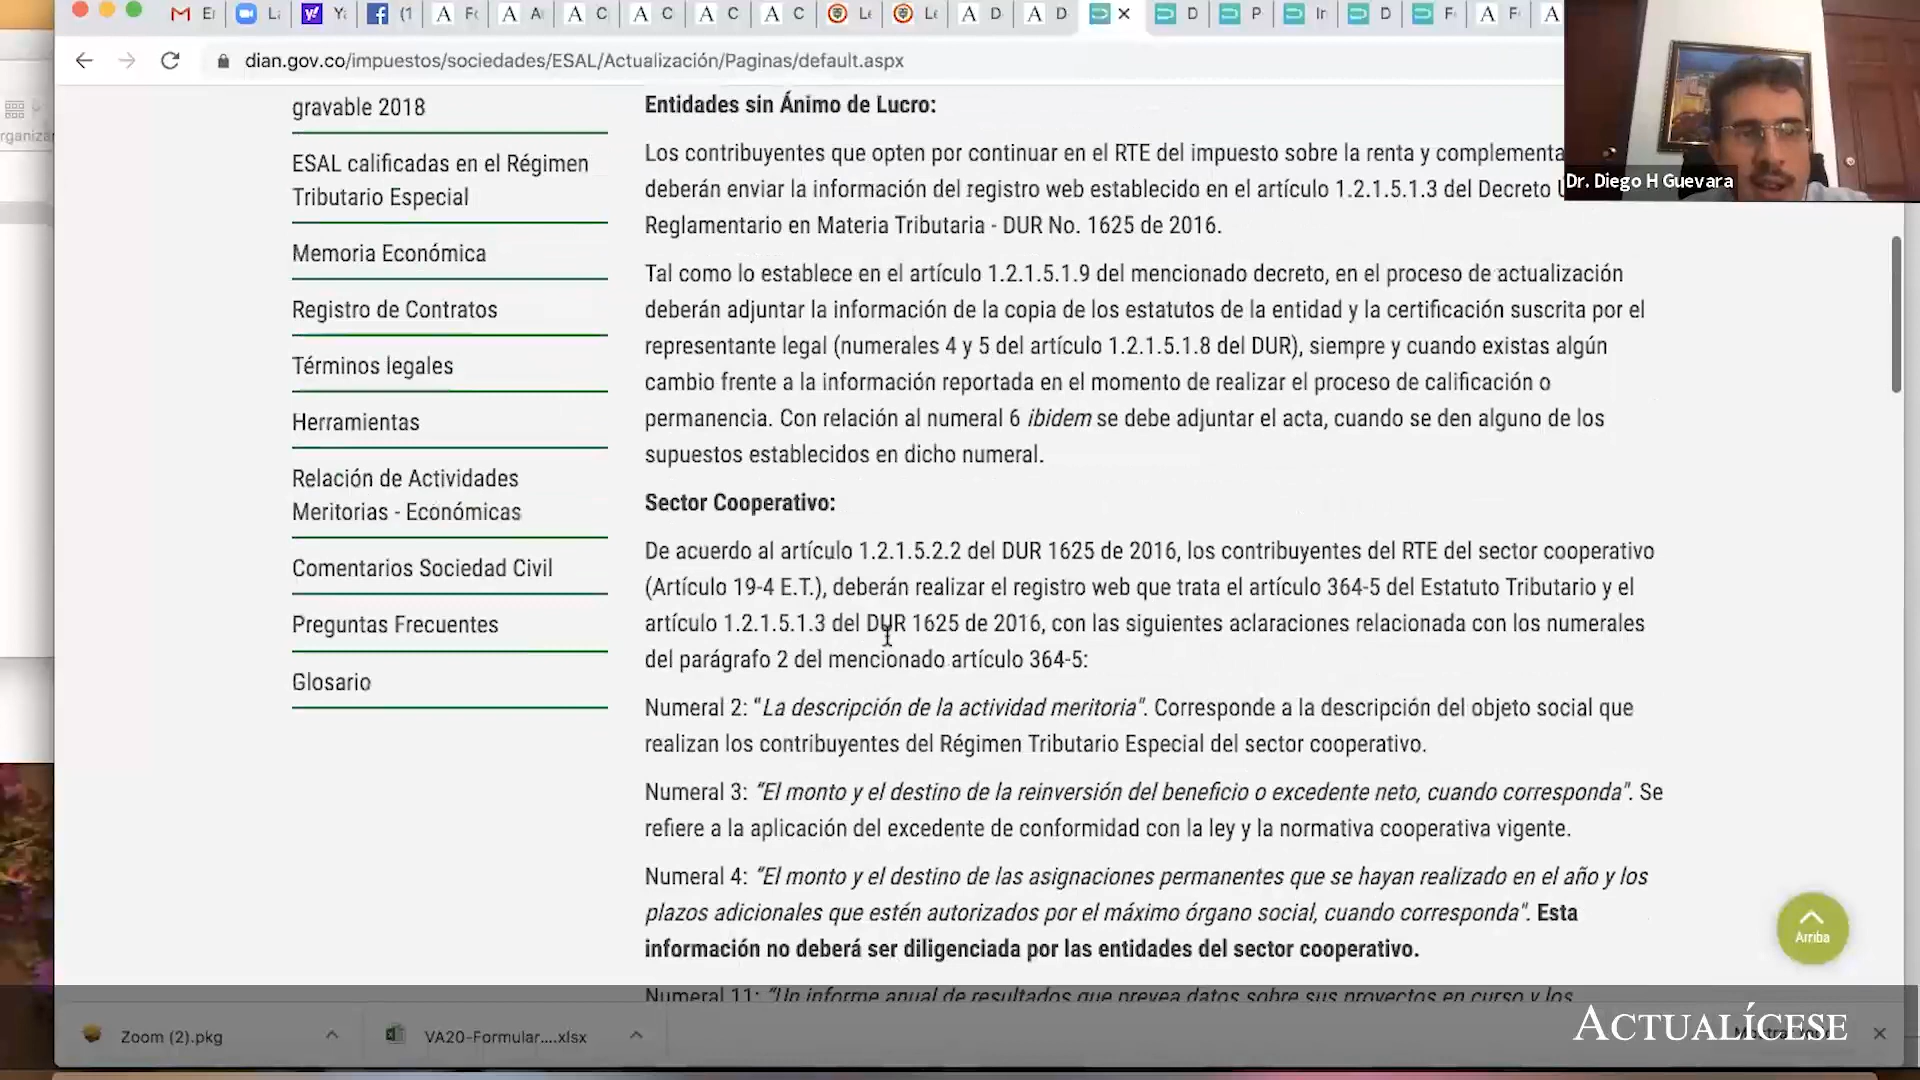 dian.gov.co/impuestos/sociedades/ESAL/Actualización/Paginas/default.aspx
Dr. Diego H Guevara
gravable 2018
ESAL calificadas en el Régimen
Tributario Especial
Memoria Económica
Registro de Contratos
Términos legales
Herramientas
Relación de Actividades
Meritorias - Económicas
Comentarios Sociedad Civil
Preguntas Frecuentes
Glosario
Entidades sin Ánimo de Lucro:
Los contribuyentes que opten por continuar en el RTE del impuesto sobre la renta y
deberán enviar la información del registro web establecido en el artículo 1.2.1.5.1.3 del Decreto
Reglamentario en Materia Tributaria - DUR No. 1625 de 2016.
Tal como lo establece en el artículo 1.2.1.5.1.9 del mencionado decreto, en el proceso de actualización
deberán adjuntar la información de la copia de los estatutos de la entidad y la certificación suscrita por el
representante legal (numerales 4 y 5 del artículo 1.2.1.5.1.8 del DUR), siempre y cuando existas algún
cambio frente a la información reportada en el momento de realizar el proceso de calificación o
permanencia. Con relación al numeral 6 ibidem se debe adjuntar el acta, cuando se den alguno de los
supuestos establecidos en dicho numeral.
Sector Cooperativo:
De acuerdo al artículo 1.2.1.5.2.2 del DUR 1625 de 2016, los contribuyentes del RTE del sector cooperativo
(Artículo 19-4 E.T.), deberán realizar el registro web que trata el artículo 364-5 del Estatuto Tributario y el
artículo 1.2.1.5.1.3 del DUR 1625 de 2016, con las siguientes aclaraciones relacionada con los numerales
del parágrafo 2 del mencionado artículo 364-5:
Numeral 2: “La descripción de la actividad meritoria”. Corresponde a la descripción del objeto social que
realizan los contribuyentes del Régimen Tributario Especial del sector cooperativo.
Numeral 3: “El monto y el destino de la reinversión del beneficio o excedente neto, cuando corresponda”. Se
refiere a la aplicación del excedente de conformidad con la ley y la normativa cooperativa vigente.
Numeral 4: “El monto y el destino de las asignaciones permanentes que se hayan realizado en el año y los
plazos adicionales que estén autorizados por el máximo órgano social, cuando corresponda”. Esta
información no deberá ser diligenciada por las entidades del sector cooperativo.
Numeral 11: “Un informe anual de resultados que prevea datos sobre sus proyectos en curso y los
Arriba
Zoom (2).pkg
VA20-Formular....xlsx
ACTUALÍCESE